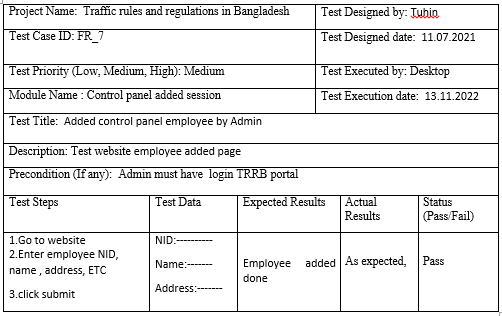 Project Name: Traffic rules and regulations in Bangladesh
Test Designed by: Tuhin
Test Case ID: FR_7
Test Designed date: 11.07.2021
Test Priority (Low, Medium, High): Medium
Test Executed by: Desktop
Module Name : Control panel added session
Test Execution date: 13.11.2022
Test Title: Added control panel employee by Admin
Description: Test website employee added page
Precondition (If any): Admin must have login TRRB portal
Test Steps
Test Data
Expected Results
Actual
Results
Status
(Pass/Fail)
1.Go to website
2.Enter employee NID,
name , address, ETC
3.click submit
NID:----------
Name:-------
Address:-------
Employee added
done
As expected,
Pass